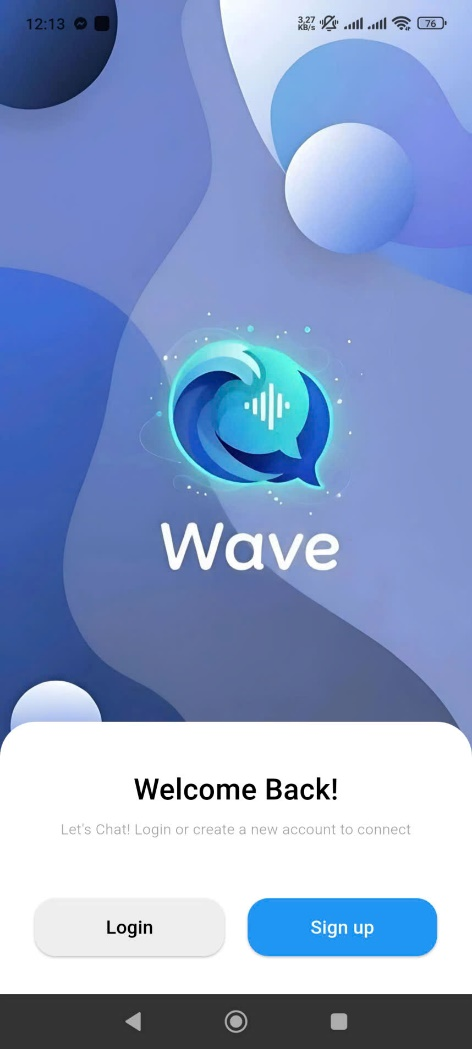 12:13
3,27
KB/s
76
Wave
Welcome Back!
Let's Chat! Login or create a new account to connect
Login
Sign up